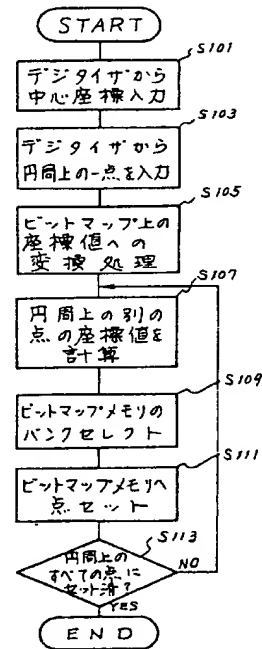 START
S101
デジタイザから
中心座標入力
S103
デジタイザから
円周上の一点を入力
S105
ビットマップ上の
座標値への
変換処理
S107
円周上の別の
点の座標値を
計算
S109
ビットマップメモリの
バンクセレクト
S111
ビットマップメモリへ
点セット
S113
円周上の
すべての点に
セット済?
NO
YES
END